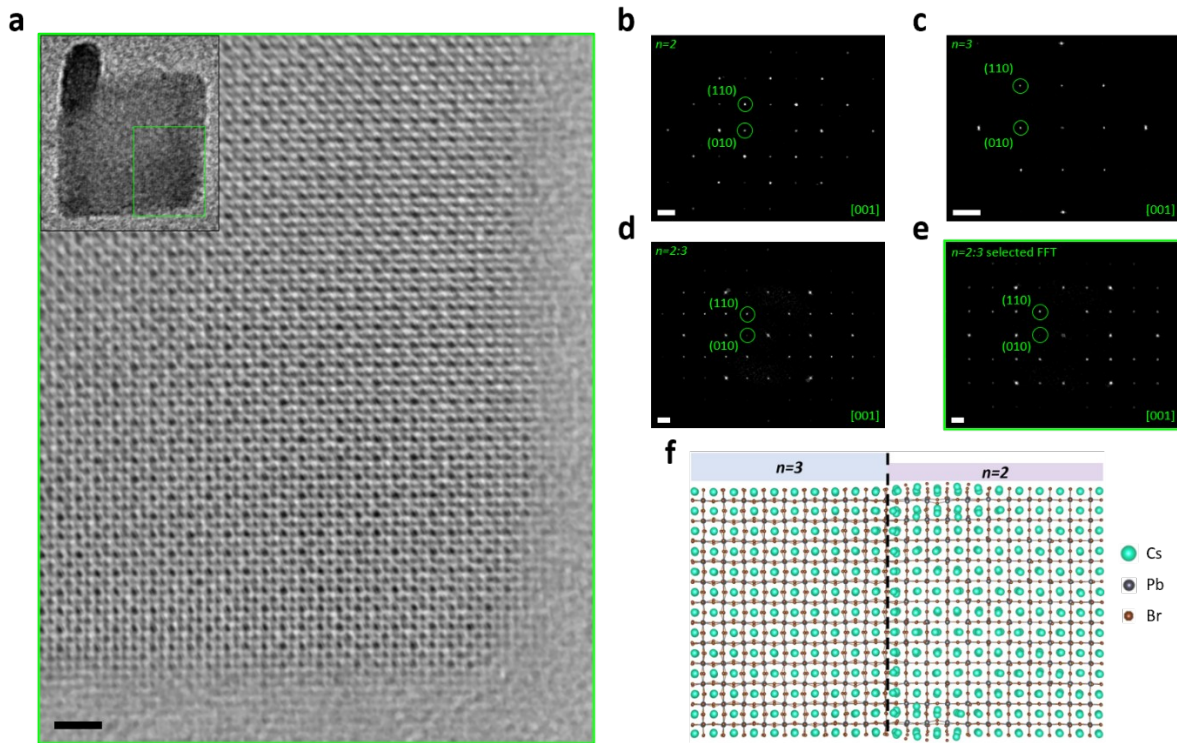 a
b
n=2
(110)
(010)
[001]
c
n=3
(110)
(010)
[001]
d
n=2:3
(110)
(010)
[001]
e
n=2:3 selected FFT
(110)
(010)
[001]
f
n=3
n=2
Cs
Pb
Br